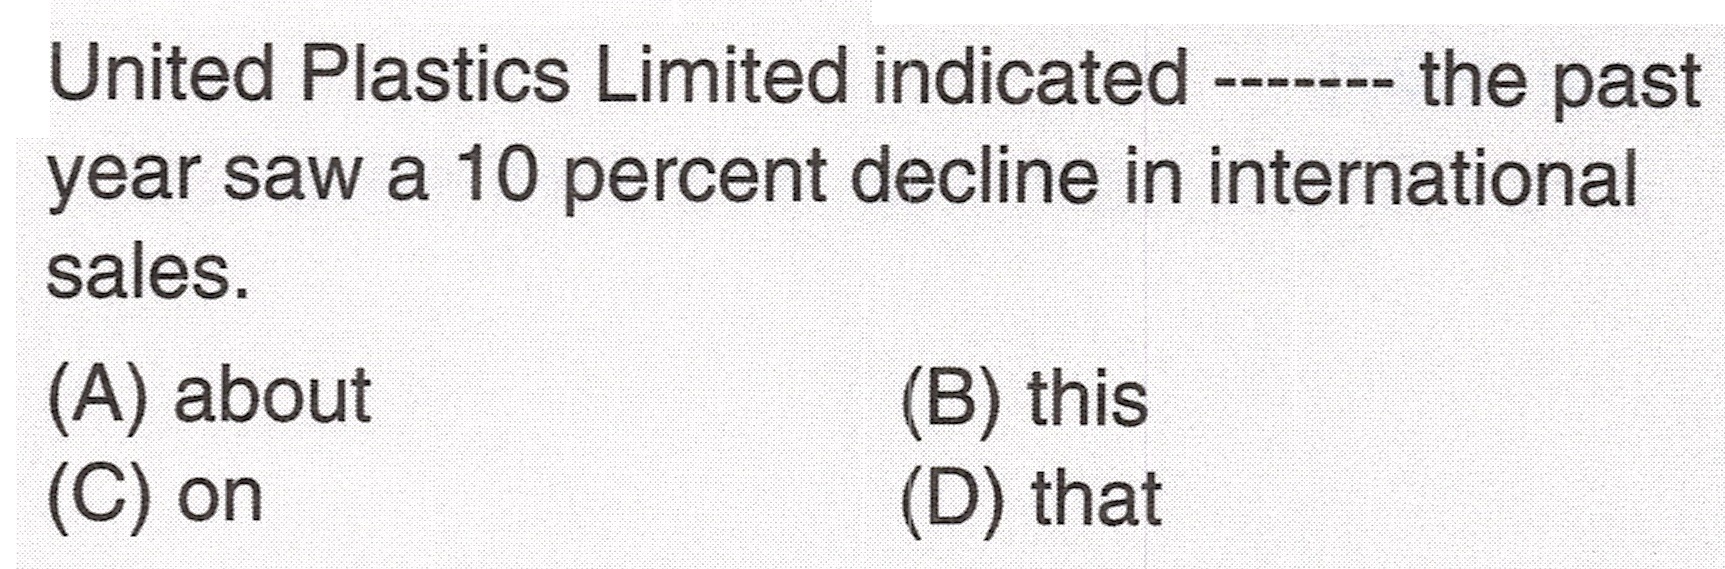 United Plastics Limited indicated ------- the past
year saw a 10 percent decline in international
sales.
(A) about (B) this
(C) on (D) that